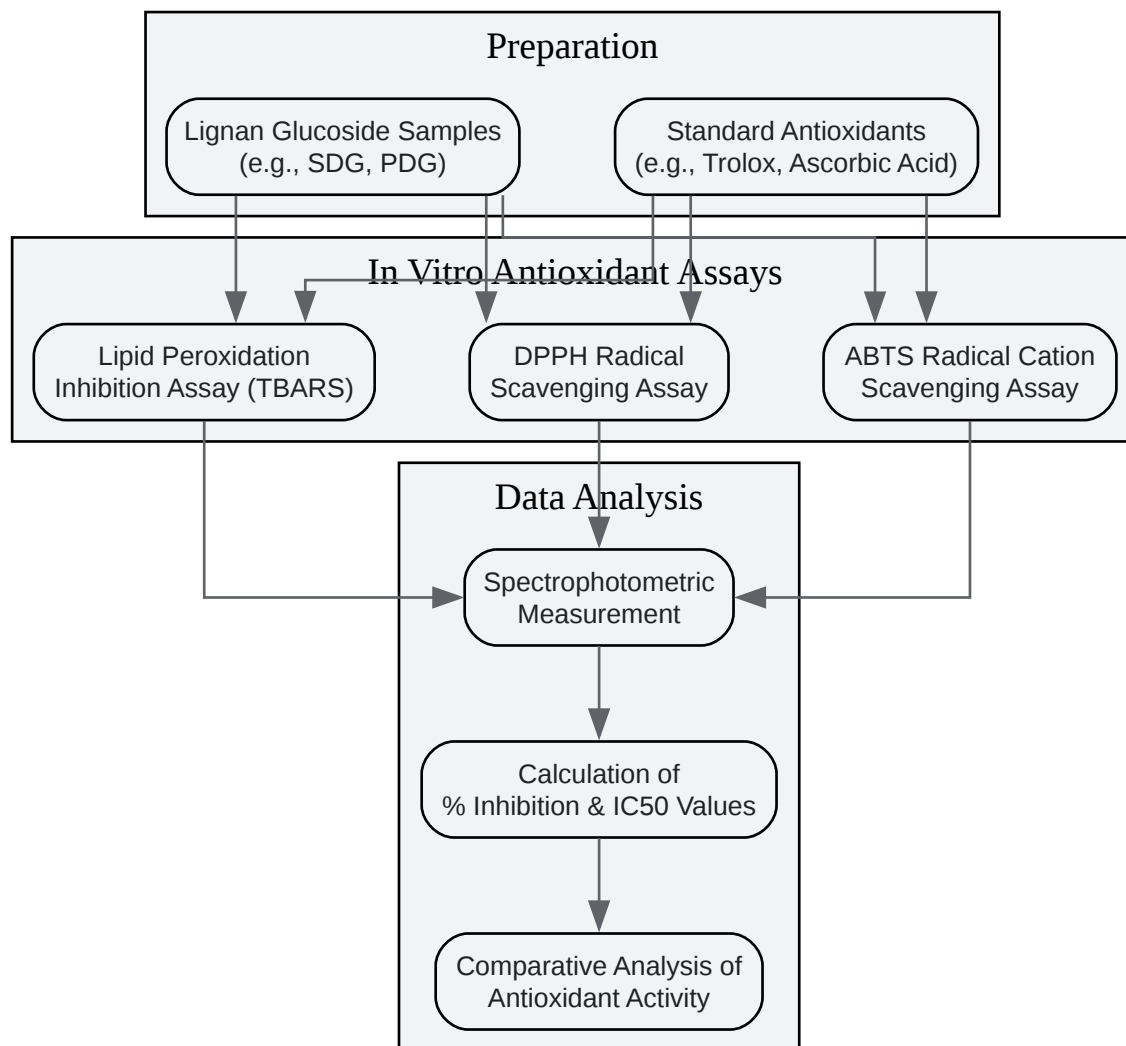 Preparation
Lignan Glucoside Samples
(e.g., SDG, PDG)
Standard Antioxidants
(e.g., Trolox, Ascorbic Acid)
In Vitro Antioxidant Assays
Lipid Peroxidation
Inhibition Assay (TBARS)
DPPH Radical
Scavenging Assay
ABTS Radical Cation
Scavenging Assay
Data Analysis
Spectrophotometric
Measurement
Calculation of
% Inhibition & IC50 Values
Comparative Analysis of
Antioxidant Activity